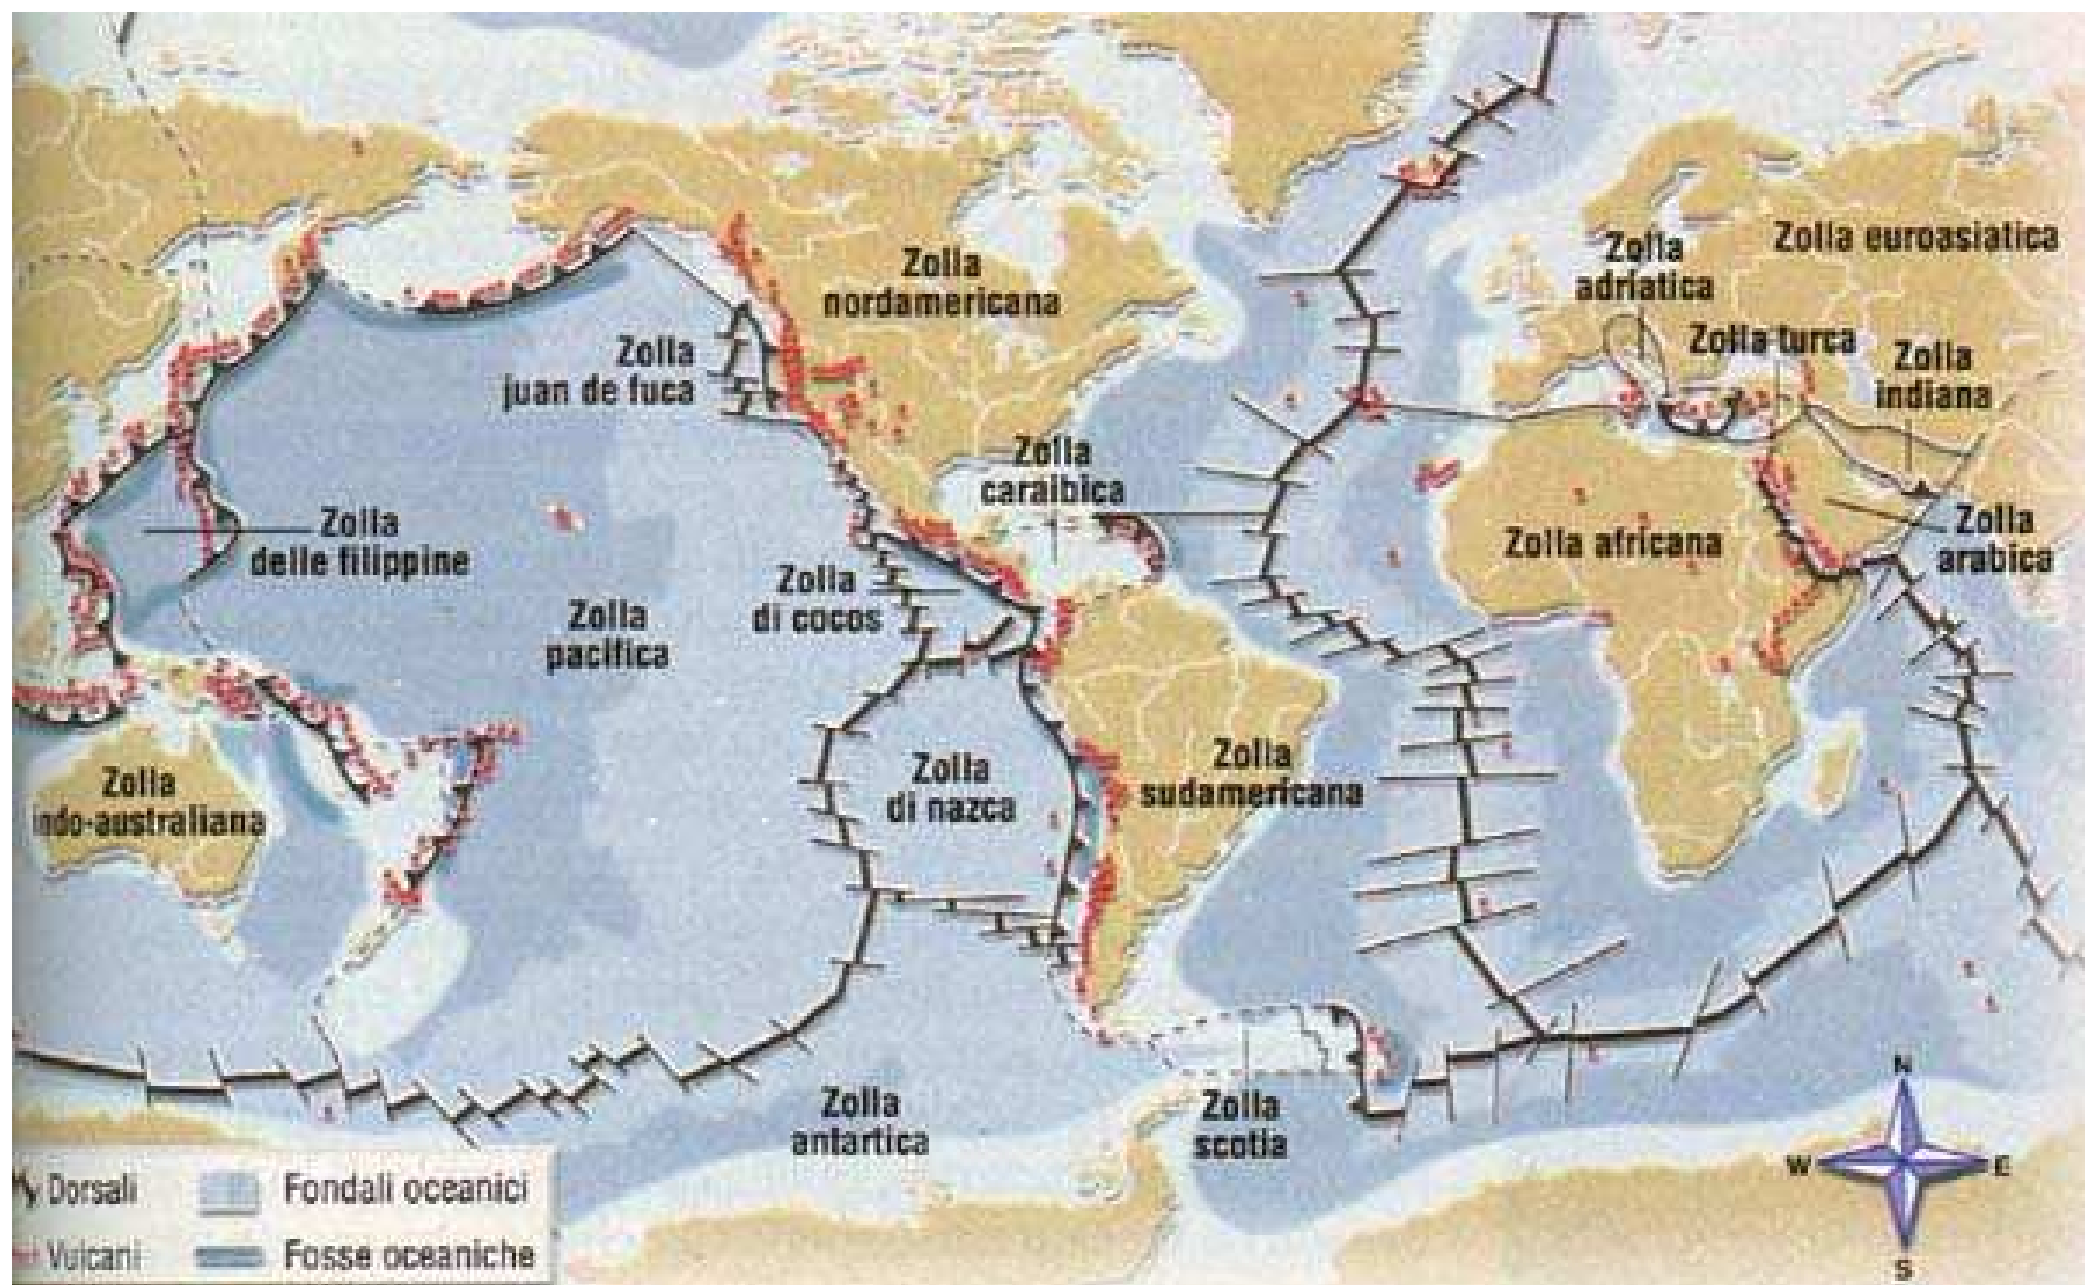 Zolla
nordamericana
Zolla
adriatica
Zolla euroasiatica
Zolla turca
Zolla
indiana
Zolla
juan de fuca
Zolla
caraibica
Zolla
delle filippine
Zolla
pacifica
Zolla
di cocos
Zolla africana
Zolla
arabica
Zolla
indo-australiana
Zolla
di nazca
Zolla
sudamericana
Zolla
antartica
Zolla
scotia
N
W
E
S
Dorsali
Fondali oceanici
Vulcani
Fosse oceaniche